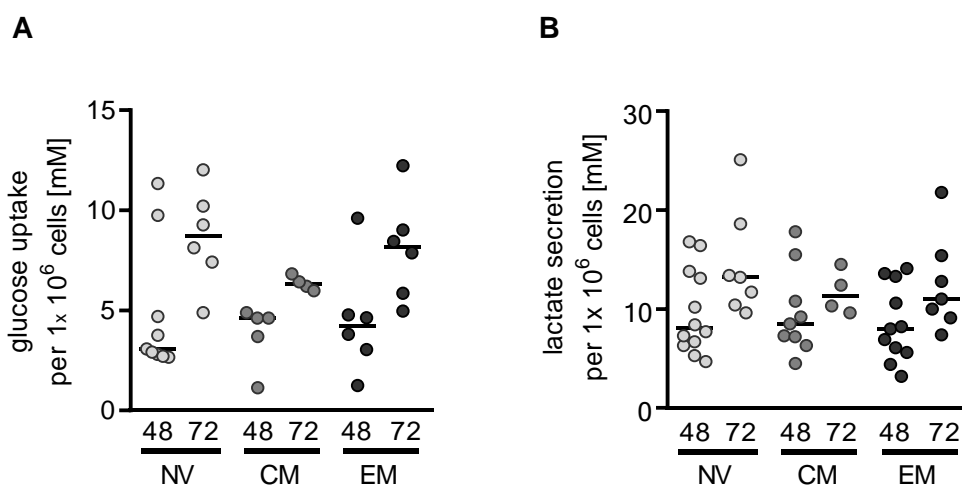 A
glucose uptake
per 1x 10⁶ cells [mM]
15
10
5
0
48 72 48 72 48 72
NV CM EM
B
lactate secretion
per 1x 10⁶ cells [mM]
30
20
10
0
48 72 48 72 48 72
NV CM EM